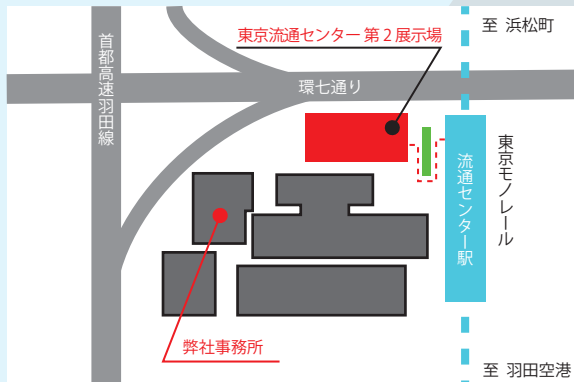 至 浜松町
東京流通センター 第2展示場
首都高速羽田線
環七通り
流通センター駅
東京モノレール
弊社事務所
至 羽田空港